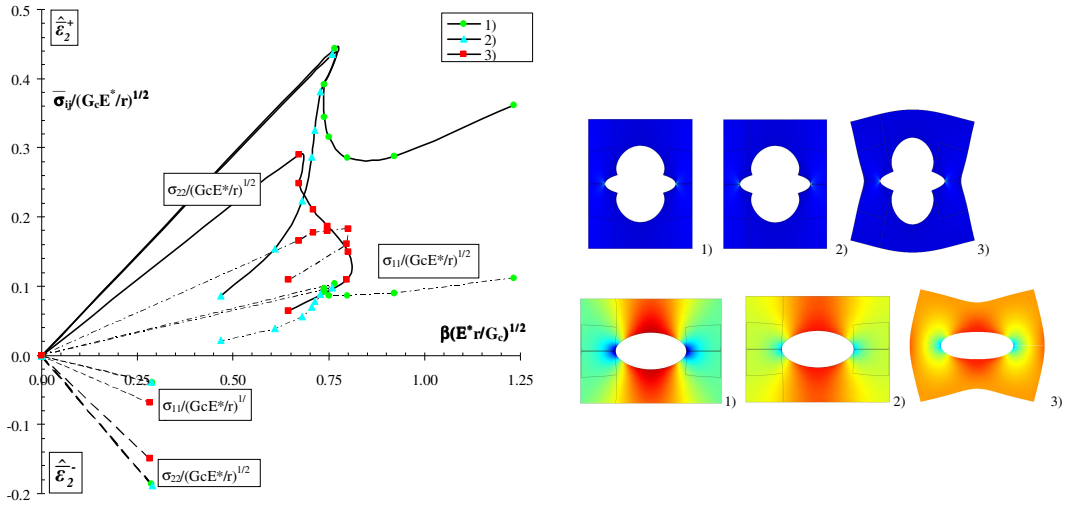 0.5
0.4
0.3
0.2
0.1
0.0
-0.1
-0.2
0.00
0.25
0.50
0.75
1.00
1.25
ε̂̄₂⁺
σ̄ᵢⱼ/(GcE*/r)^1/2
1)
2)
3)
σ22/(GcE*/r)^1/2
σ11/(GcE*/r)^1/2
β(E*r/Gc)^1/2
σ11/(GcE*/r)^1/
σ22/(GcE*/r)^1/2
ε̂̄₂⁻
1)
2)
3)
1)
2)
3)